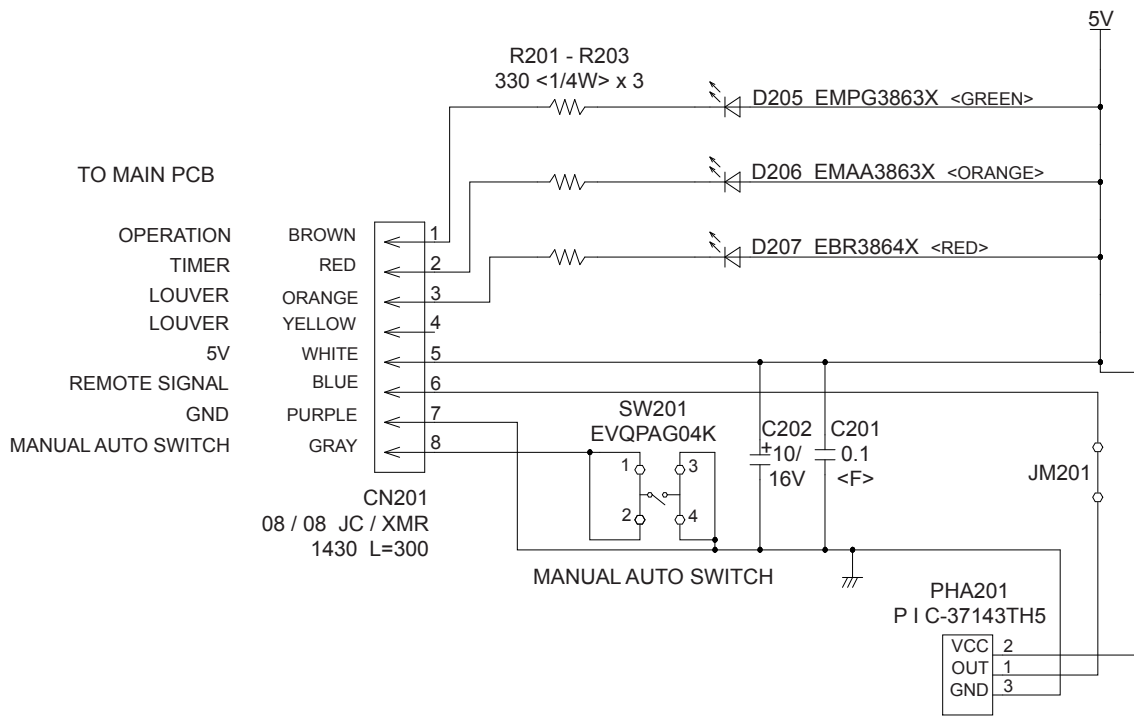 5V
R201 - R203
330 <1/4W> x 3
D205 EMPG3863X <GREEN>
TO MAIN PCB
D206 EMAA3863X <ORANGE>
OPERATION BROWN 1
D207 EBR3864X <RED>
TIMER RED 2
LOUVER ORANGE 3
LOUVER YELLOW 4
5V WHITE 5
REMOTE SIGNAL BLUE 6
GND PURPLE 7
MANUAL AUTO SWITCH GRAY 8
SW201
EVQPAG04K
1 3
2 4
C202
+10/
16V
C201
0.1
<F>
JM201
CN201
08 / 08 JC / XMR
1430 L=300
MANUAL AUTO SWITCH
PHA201
P I C-37143TH5
VCC 2
OUT 1
GND 3